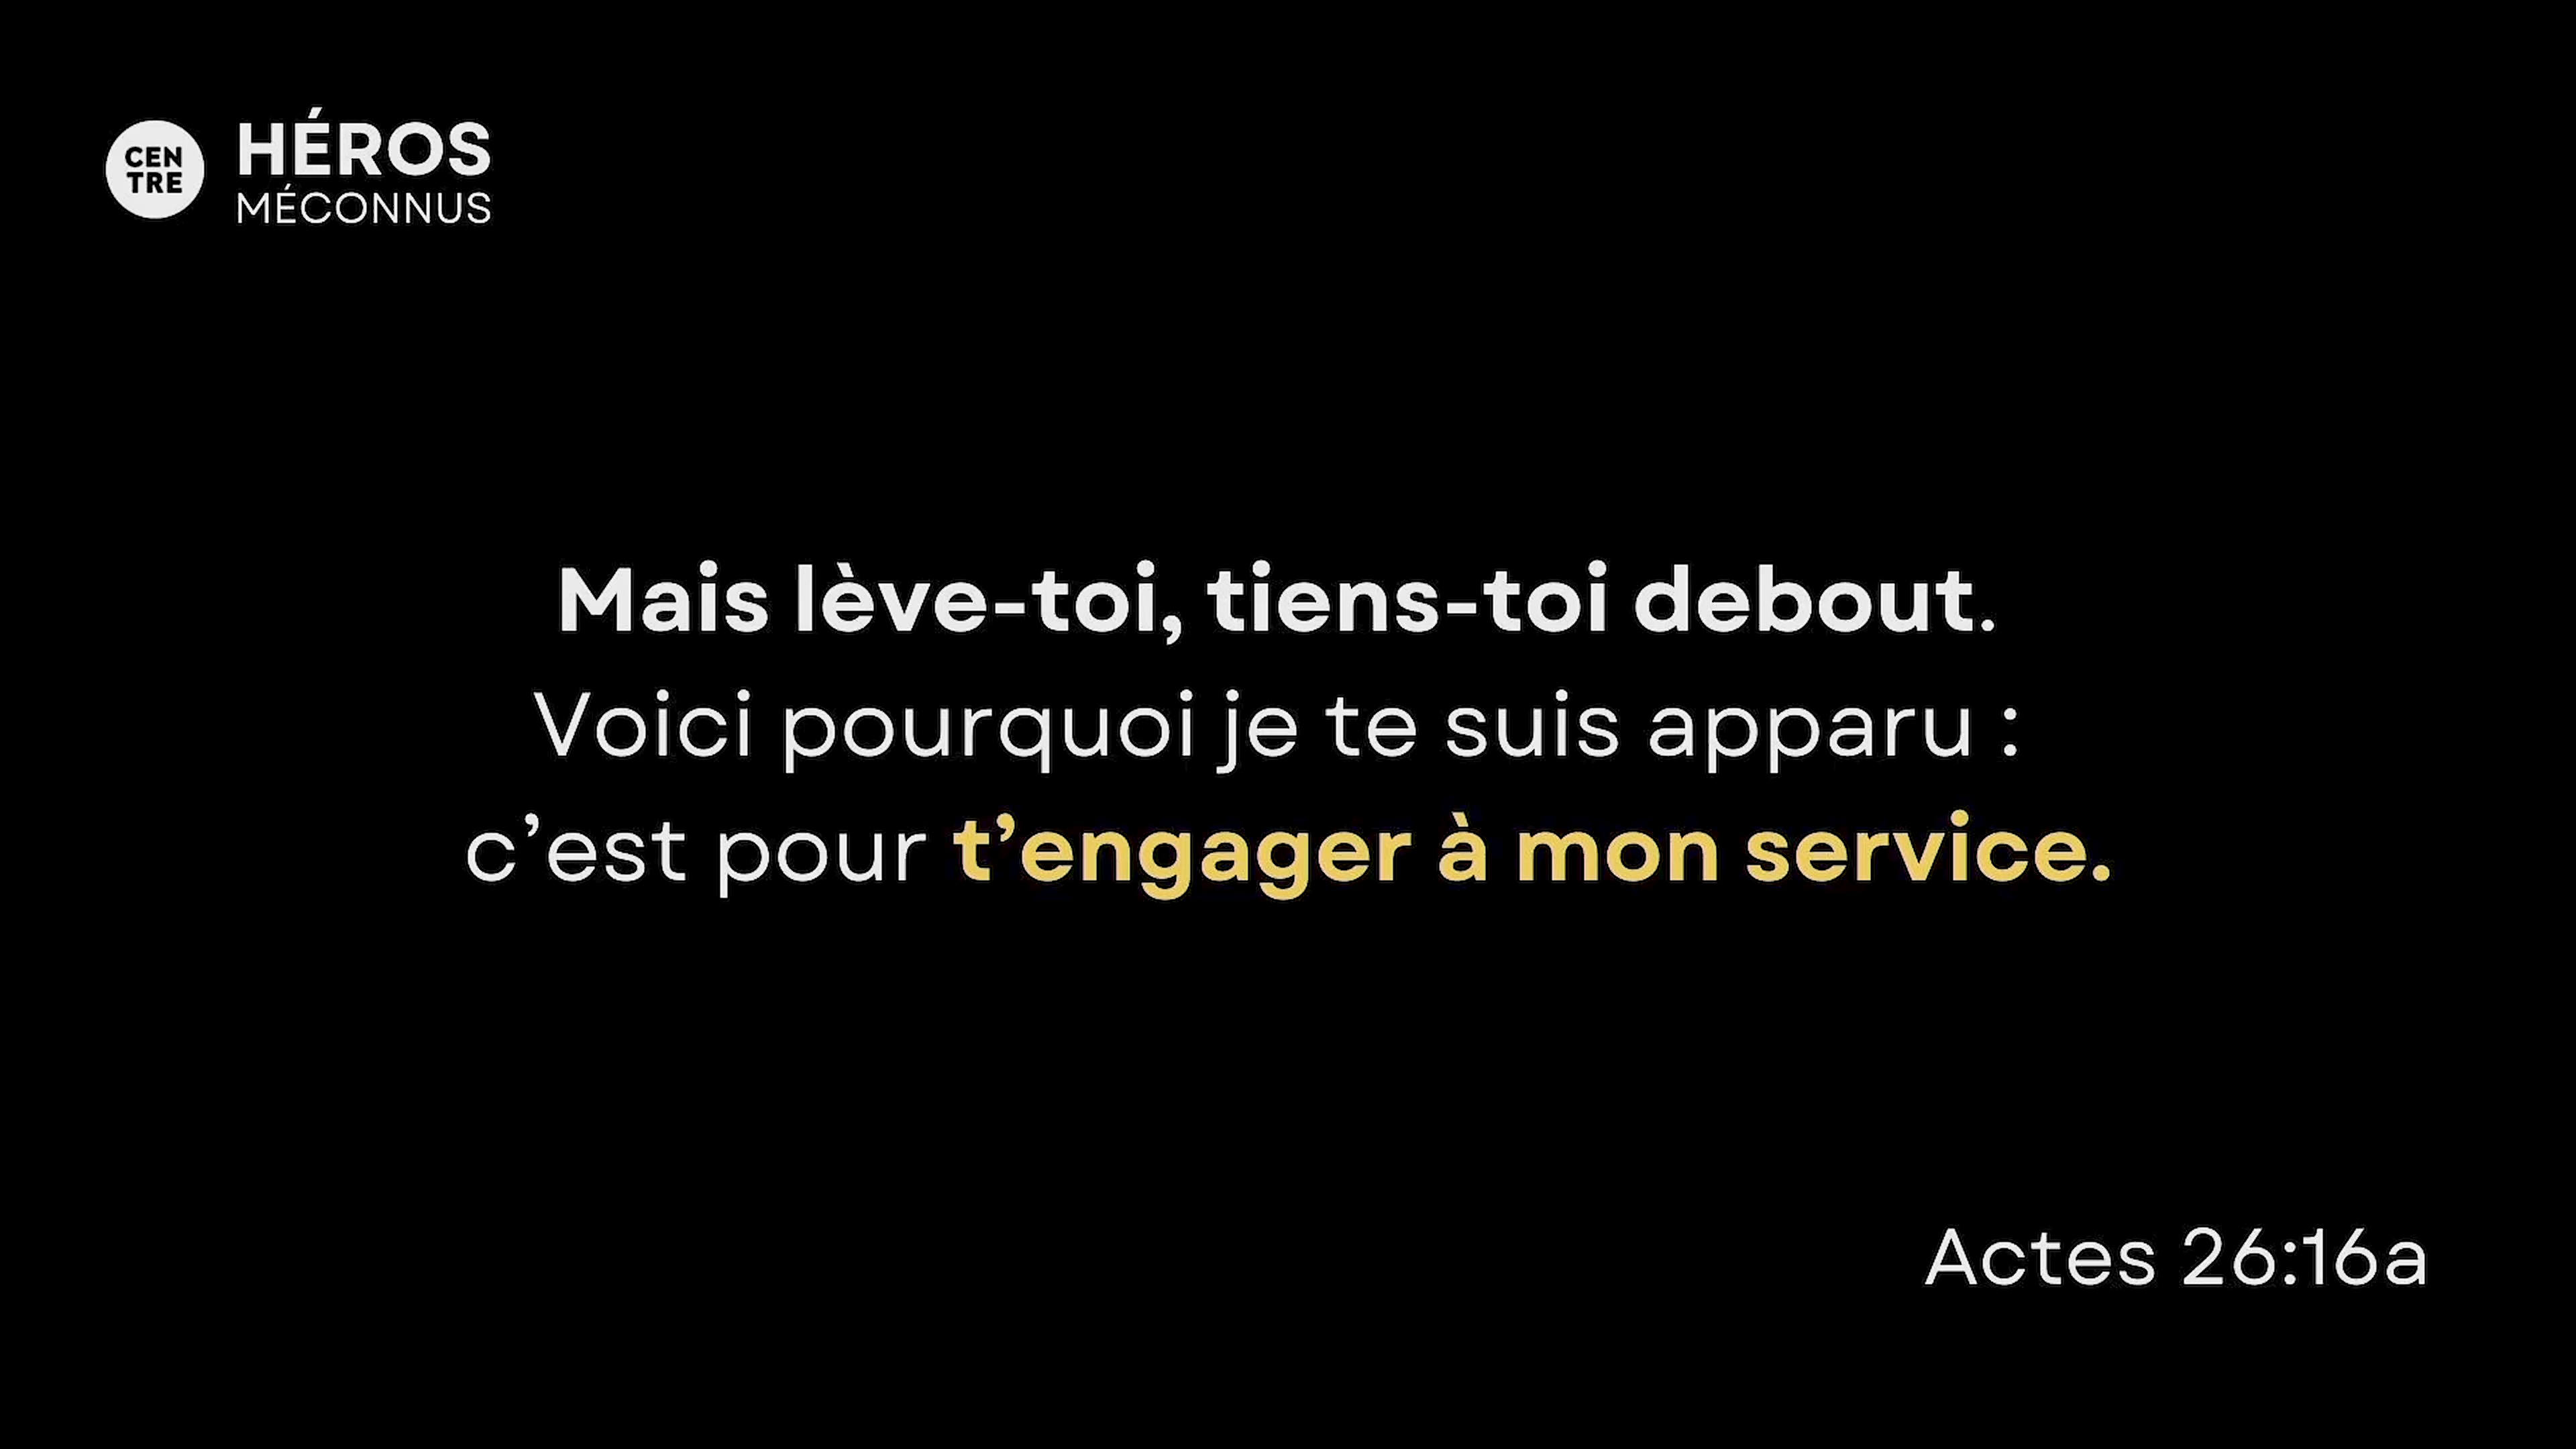 CEN
TRE
HÉROS
MÉCONNUS
Mais lève-toi, tiens-toi debout.
Voici pourquoi je te suis apparu :
c’est pour t’engager à mon service.
Actes 26:16a